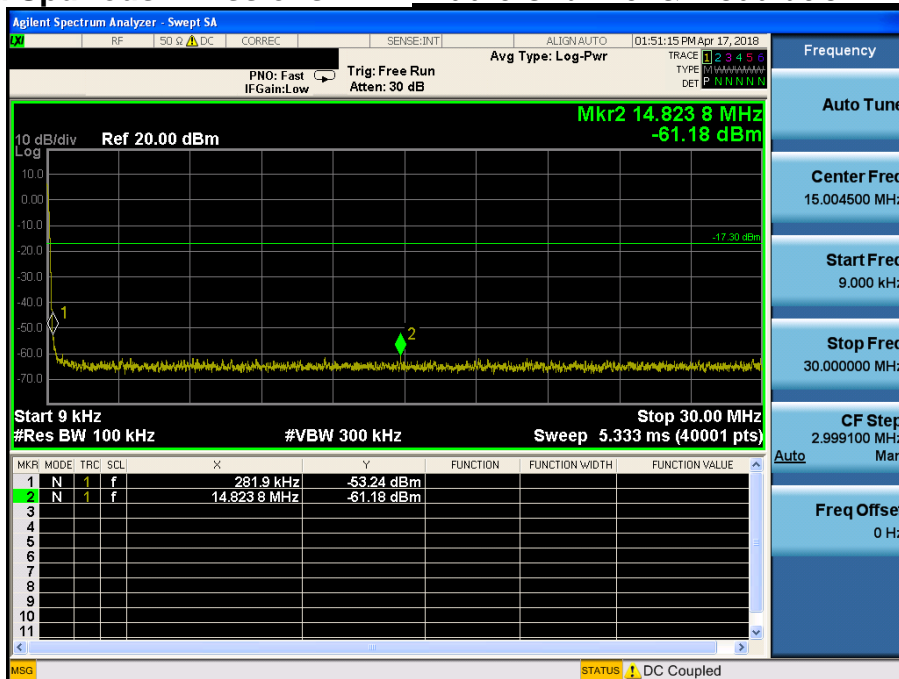 Agilent Spectrum Analyzer - Swept SA
LXI RF 50 Ω DC CORREC SENSE:INT ALIGN AUTO 01:51:15 PM Apr 17, 2018
Frequency
PNO: Fast Trig: Free Run Avg Type: Log-Pwr TRACE 1 2 3 4 5 6
IFGain:Low Atten: 30 dB TYPE M WWWWW
DET P N N N N N
Auto Tune
Mkr2 14.823 8 MHz
-61.18 dBm
10 dB/div Ref 20.00 dBm
Log
10.0
0.00
-10.0
-17.30 dBm
-20.0
-30.0
-40.0
-50.0
-60.0
-70.0
1
2
Start 9 kHz Stop 30.00 MHz
#Res BW 100 kHz #VBW 300 kHz Sweep 5.333 ms (40001 pts)
MKR MODE TRC SCL X Y FUNCTION FUNCTION WIDTH FUNCTION VALUE
1 N 1 f 281.9 kHz -53.24 dBm
2 N 1 f 14.823 8 MHz -61.18 dBm
3
4
5
6
7
8
9
10
11
Center Freq
15.004500 MHz
Start Freq
9.000 kHz
Stop Freq
30.000000 MHz
CF Step
2.999100 MHz
Auto Man
Freq Offset
0 Hz
MSG STATUS DC Coupled